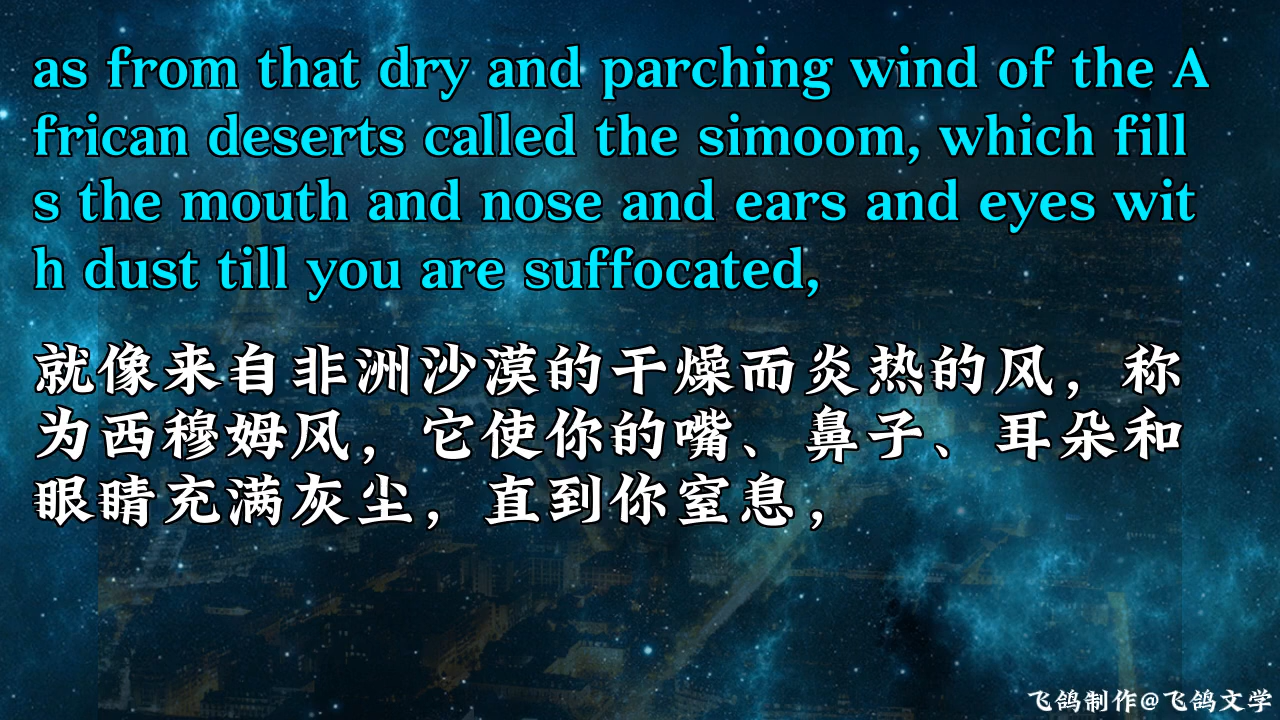 as from that dry and parching wind of the A
frican deserts called the simoom, which fill
s the mouth and nose and ears and eyes wit
h dust till you are suffocated,
就像来自非洲沙漠的干燥而炎热的风，称
为西穆姆风，它使你的嘴、鼻子、耳朵和
眼睛充满灰尘，直到你窒息，
飞鸽制作@飞鸽文学